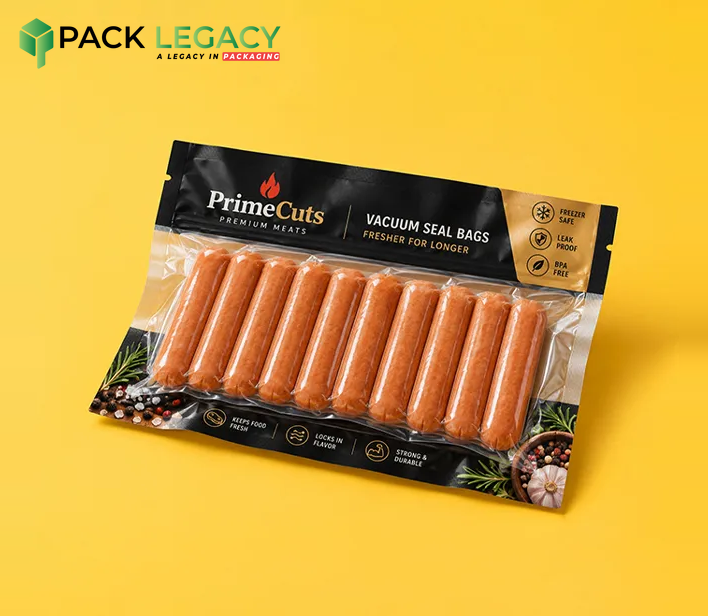 PACK LEGACY
A LEGACY IN PACKAGING
PrimeCuts
PREMIUM MEATS
VACUUM SEAL BAGS
FRESHER FOR LONGER
FREEZER
SAFE
LEAK
PROOF
BPA
FREE
KEEPS FOOD
FRESH
LOCKS IN
FLAVOR
STRONG &
DURABLE